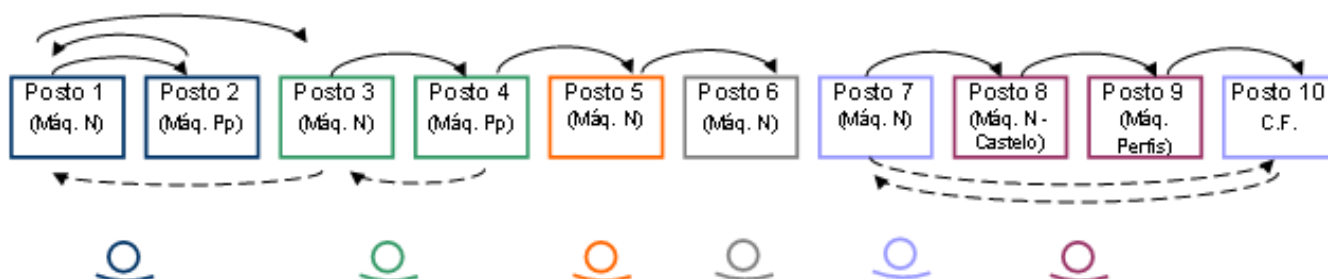 Posto 1
(Máq. N)
Posto 2
(Máq. Pp)
Posto 3
(Máq. N)
Posto 4
(Máq. Pp)
Posto 5
(Máq. N)
Posto 6
(Máq. N)
Posto 7
(Máq. N)
Posto 8
(Máq. N -
Castelo)
Posto 9
(Máq.
Perfis)
Posto 10
C.F.